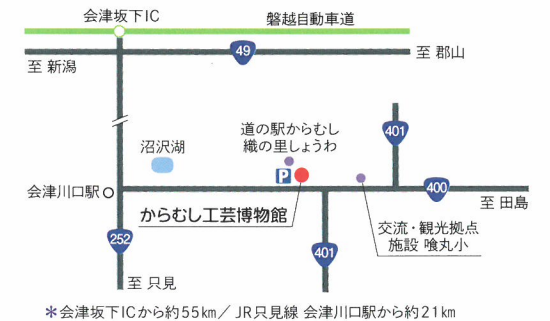 会津坂下IC
磐越自動車道
49
至 郡山
至 新潟
道の駅からむし
織の里しょうわ
401
沼沢湖
P
会津川口駅
400
至 田島
からむし工芸博物館
交流・観光拠点
施設 喰丸小
252
401
至 只見
＊会津坂下ICから約55km／JR只見線 会津川口駅から約21km